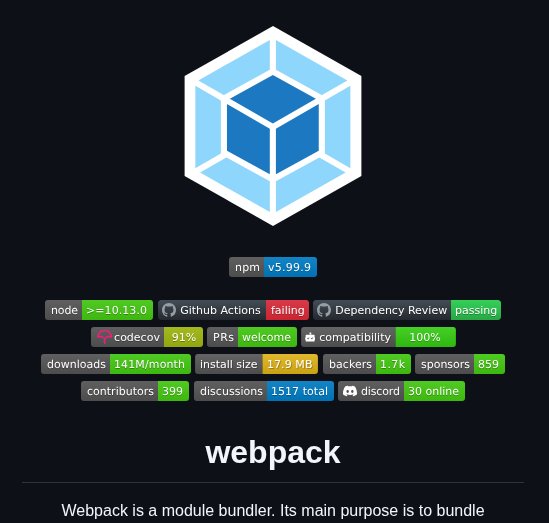 npm v5.99.9
node >=10.13.0 Github Actions failing Dependency Review passing
codecov 91% PRs welcome compatibility 100%
downloads 141M/month install size 17.9 MB backers 1.7k sponsors 859
contributors 399 discussions 1517 total discord 30 online
webpack
Webpack is a module bundler. Its main purpose is to bundle